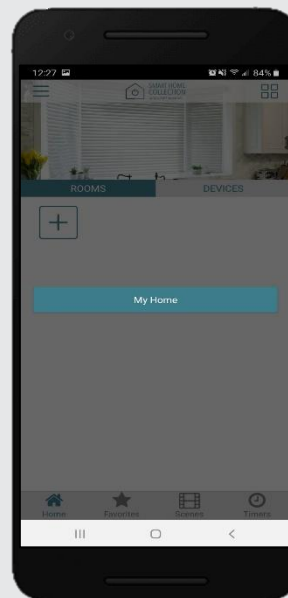 12:27 84%
SMART HOME
COLLECTION
ROOMS DEVICES
My Home
Home Favorites Scenes Timers